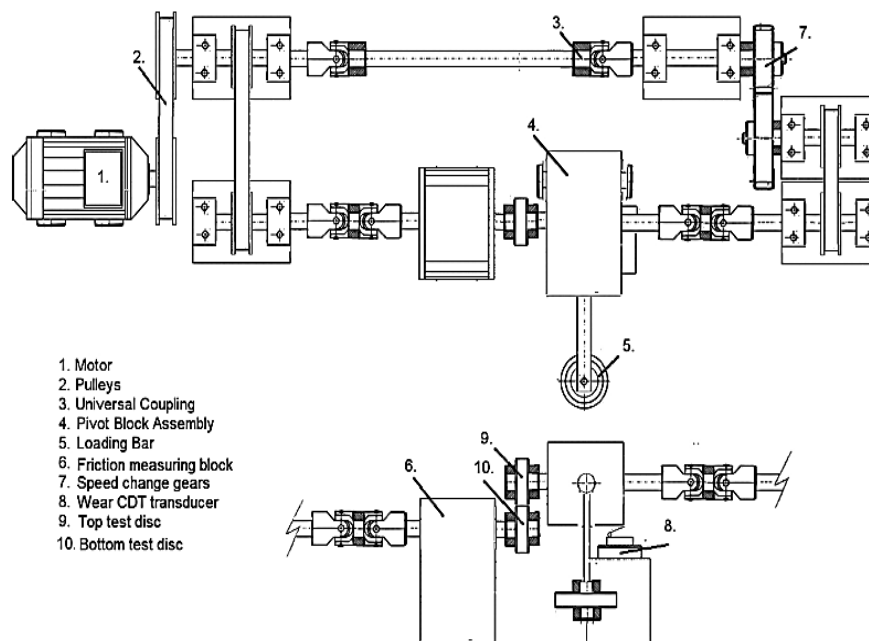 3.
7.
2.
4.
1.
5.
1. Motor
2. Pulleys
3. Universal Coupling
4. Pivot Block Assembly
5. Loading Bar
6. Friction measuring block
7. Speed change gears
8. Wear CDT transducer
9. Top test disc
10. Bottom test disc
9.
10.
6.
8.